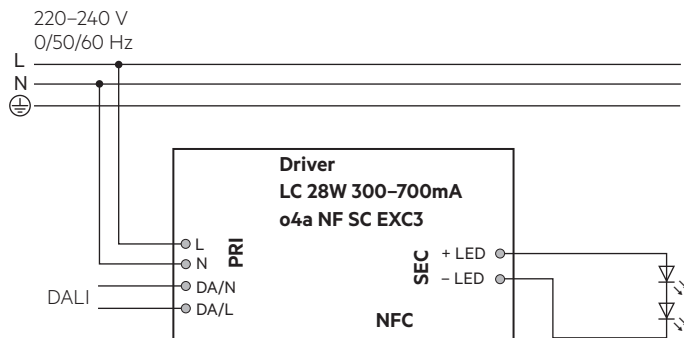 220–240 V
0/50/60 Hz
L
N
Driver
LC 28W 300–700mA
o4a NF SC EXC3
PRI
L
N
DA/N
DA/L
DALI
SEC
+ LED
– LED
NFC